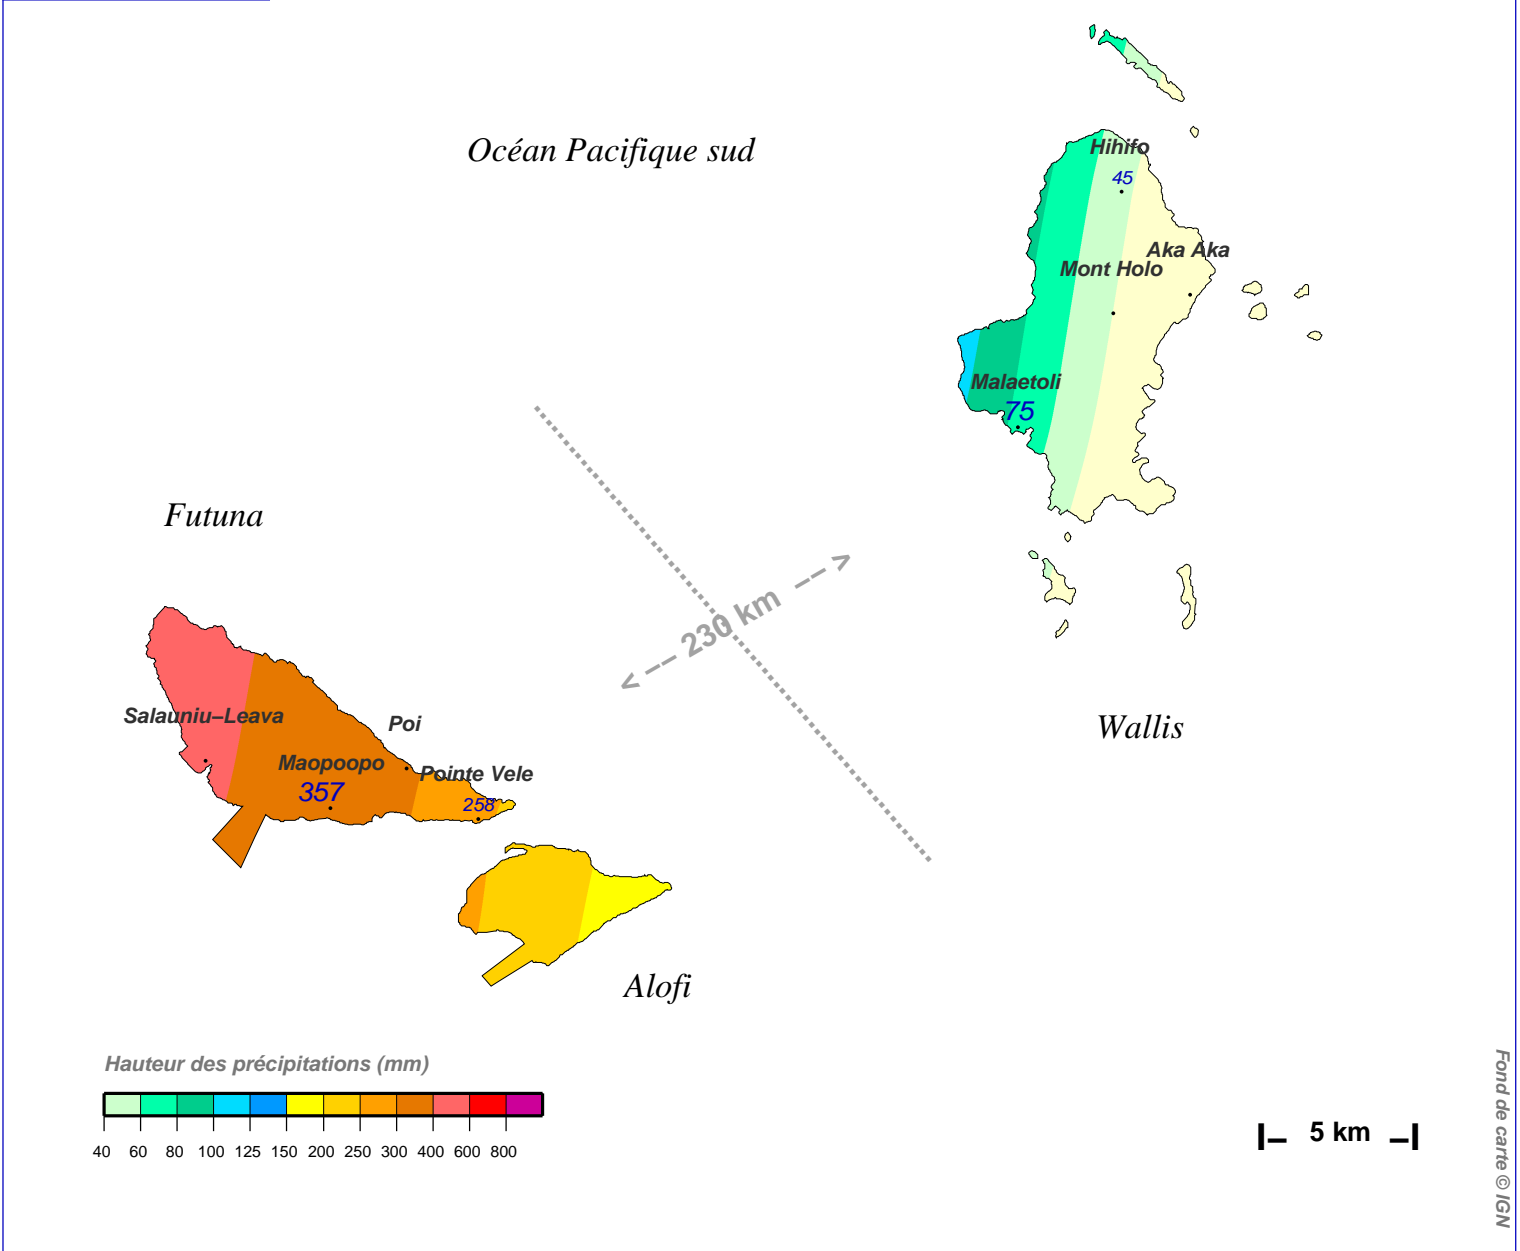 Océan Pacifique sud
Hihifo
45
Aka Aka
Mont Holo
Malaetoli
75
Futuna
230 km
Salauniu–Leava
Poi
Wallis
Maopoopo
Pointe Vele
357
258
Alofi
Hauteur des précipitations (mm)
40 60 80 100 125 150 200 250 300 400 600 800
5 km
Fond de carte © IGN